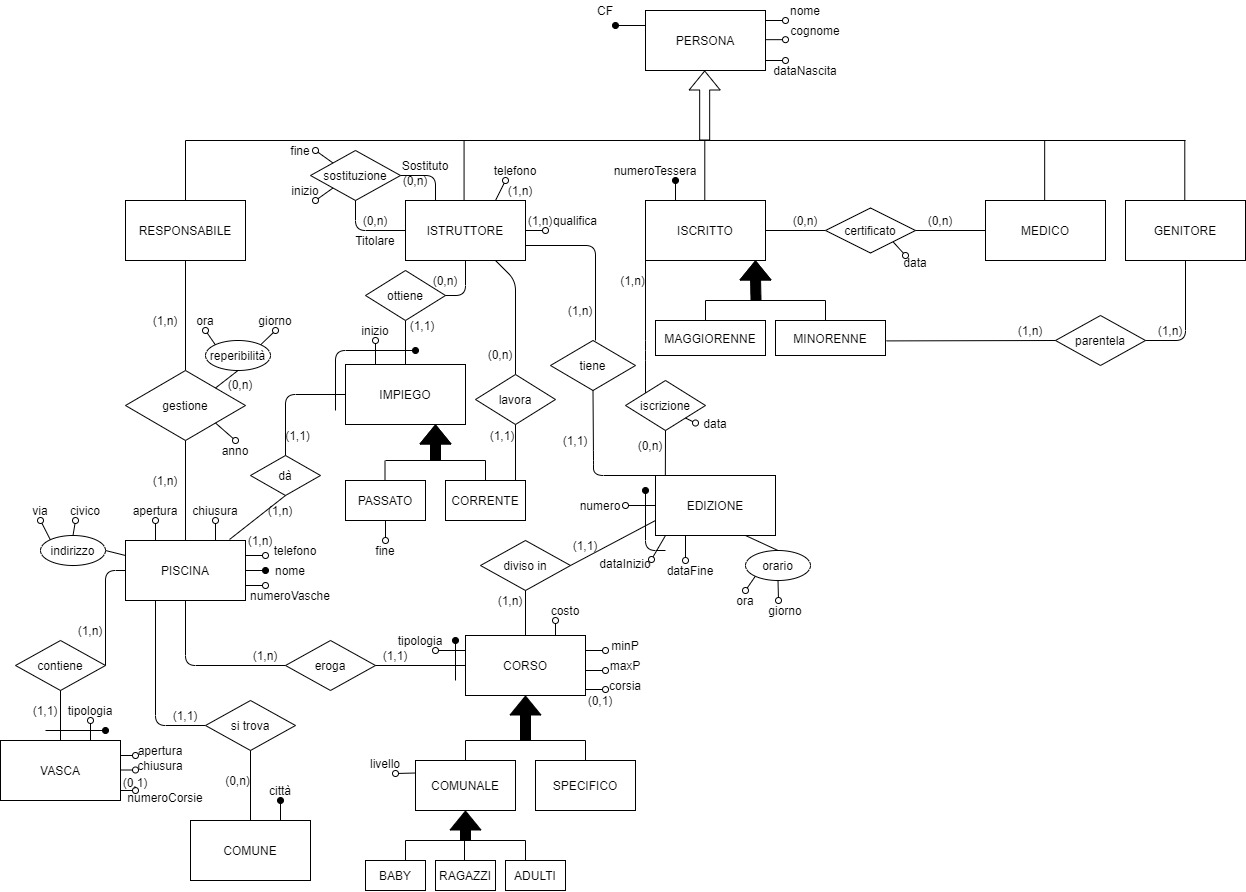 CF
nome
PERSONA
cognome
dataNascita
fine
sostituzione
Sostituto
(0,n)
inizio
(0,n)
Titolare
telefono
(1,n)
numeroTessera
RESPONSABILE
ISTRUTTORE
(1,n)
qualifica
ISCRITTO
(0,n)
certificato
(0,n)
data
MEDICO
GENITORE
(0,n)
ottiene
(1,1)
(1,n)
(1,n)
ora
giorno
reperibilità
(0,n)
(1,n)
inizio
(1,n)
MAGGIORENNE
MINORENNE
(1,n)
parentela
(1,n)
gestione
anno
IMPIEGO
(0,n)
lavora
tiene
iscrizione
data
(1,1)
(1,1)
(1,1)
(0,n)
dà
(1,n)
PASSATO
CORRENTE
fine
(1,n)
via
civico
apertura
chiusura
indirizzo
PISCINA
(1,n)
telefono
nome
numeroVasche
numero
EDIZIONE
dataInizio
dataFine
orario
ora
giorno
diviso in
(1,1)
(1,n)
costo
(1,n)
contiene
(1,n)
eroga
(1,1)
tipologia
CORSO
minP
maxP
corsia
(0,1)
(1,1)
tipologia
(1,1)
si trova
VASCA
apertura
chiusura
(0,1)
numeroCorsie
(0,n)
città
COMUNE
livello
COMUNALE
SPECIFICO
BABY
RAGAZZI
ADULTI